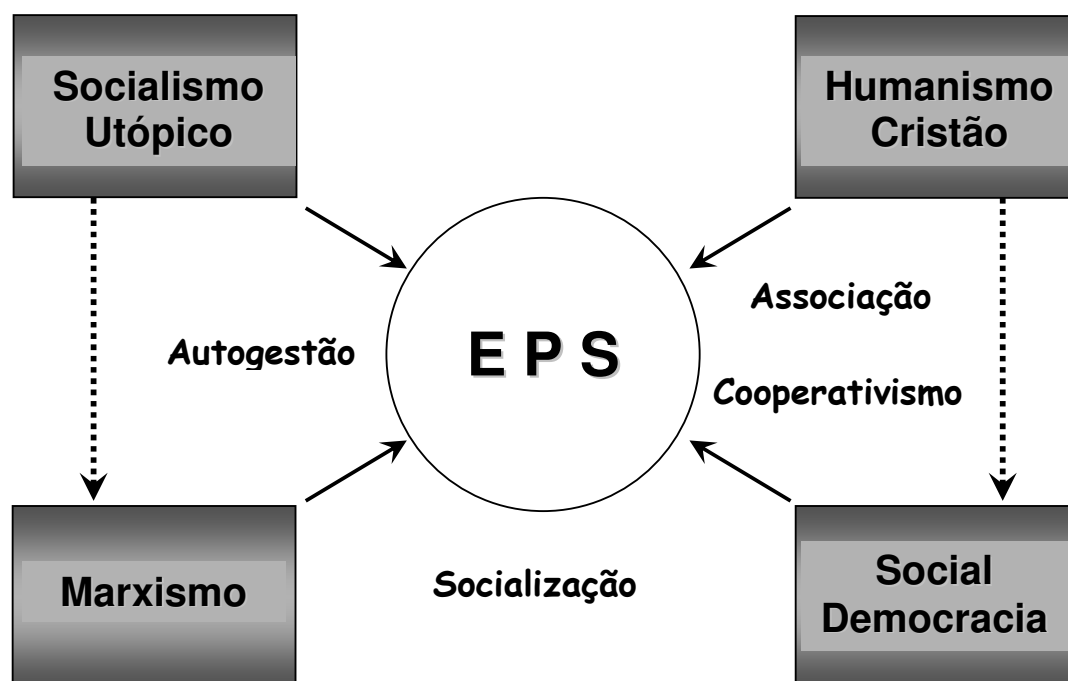 Socialismo
Utópico
Humanismo
Cristão
Associação
Autogestão
E P S
Cooperativismo
Marxismo
Socialização
Social
Democracia